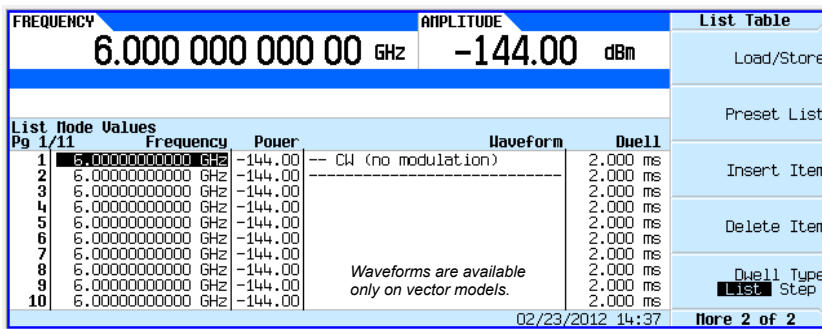 FREQUENCY AMPLITUDE List Table
6.000 000 000 00 GHz -144.00 dBm
Load/Store
Preset List
List Mode Values
Pg 1/11 Frequency Power Waveform Dwell
1 6.00000000000 GHz -144.00 -- CW (no modulation) 2.000 ms
2 6.00000000000 GHz -144.00 ---------------------------- 2.000 ms
Insert Item
3 6.00000000000 GHz -144.00 2.000 ms
4 6.00000000000 GHz -144.00 2.000 ms
5 6.00000000000 GHz -144.00 2.000 ms
Delete Item
6 6.00000000000 GHz -144.00 2.000 ms
7 6.00000000000 GHz -144.00 2.000 ms
8 6.00000000000 GHz -144.00 Waveforms are available 2.000 ms
Dwell Type
9 6.00000000000 GHz -144.00 only on vector models. 2.000 ms
List Step
10 6.00000000000 GHz -144.00 2.000 ms
02/23/2012 14:37 More 2 of 2